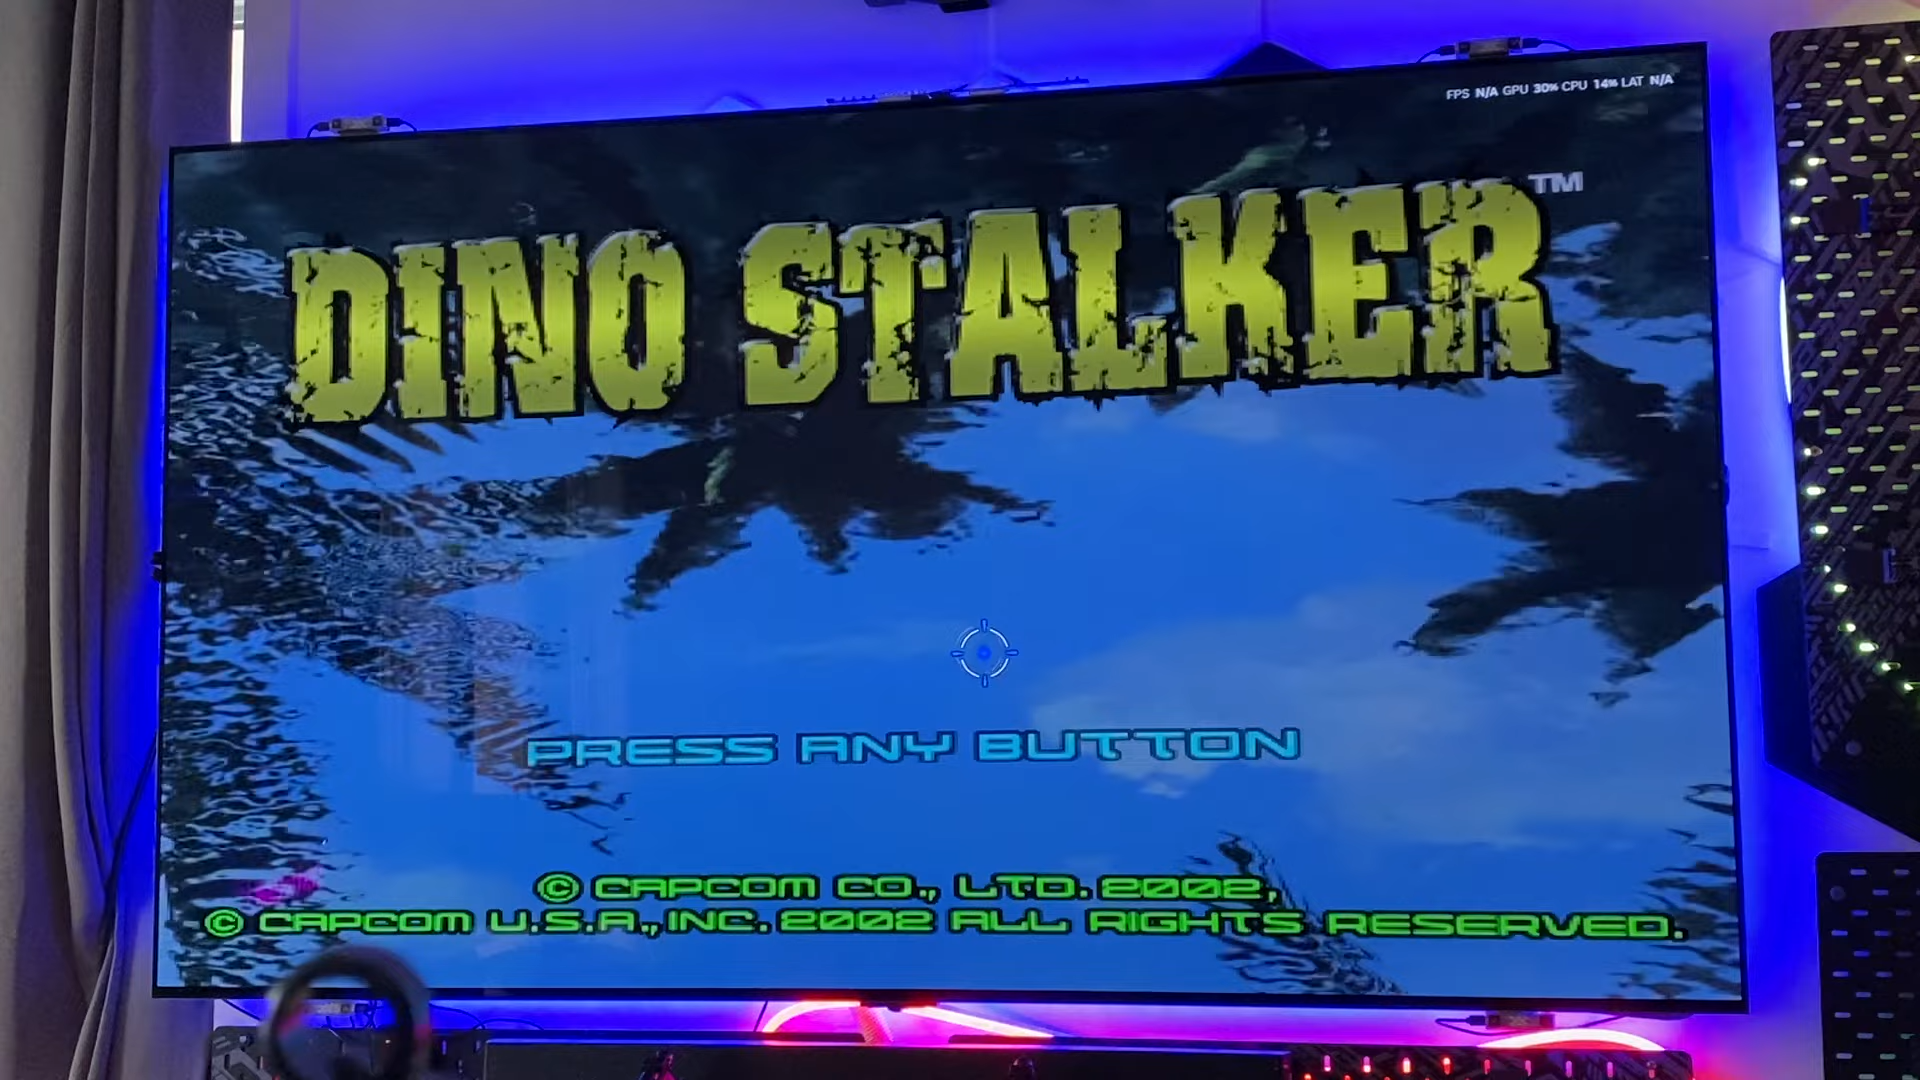 FPS N/A GPU 30% CPU 14% LAT N/A
DINO STALKER™
PRESS ANY BUTTON
© CAPCOM CO., LTD. 2002,
© CAPCOM U.S.A., INC. 2002 ALL RIGHTS RESERVED.